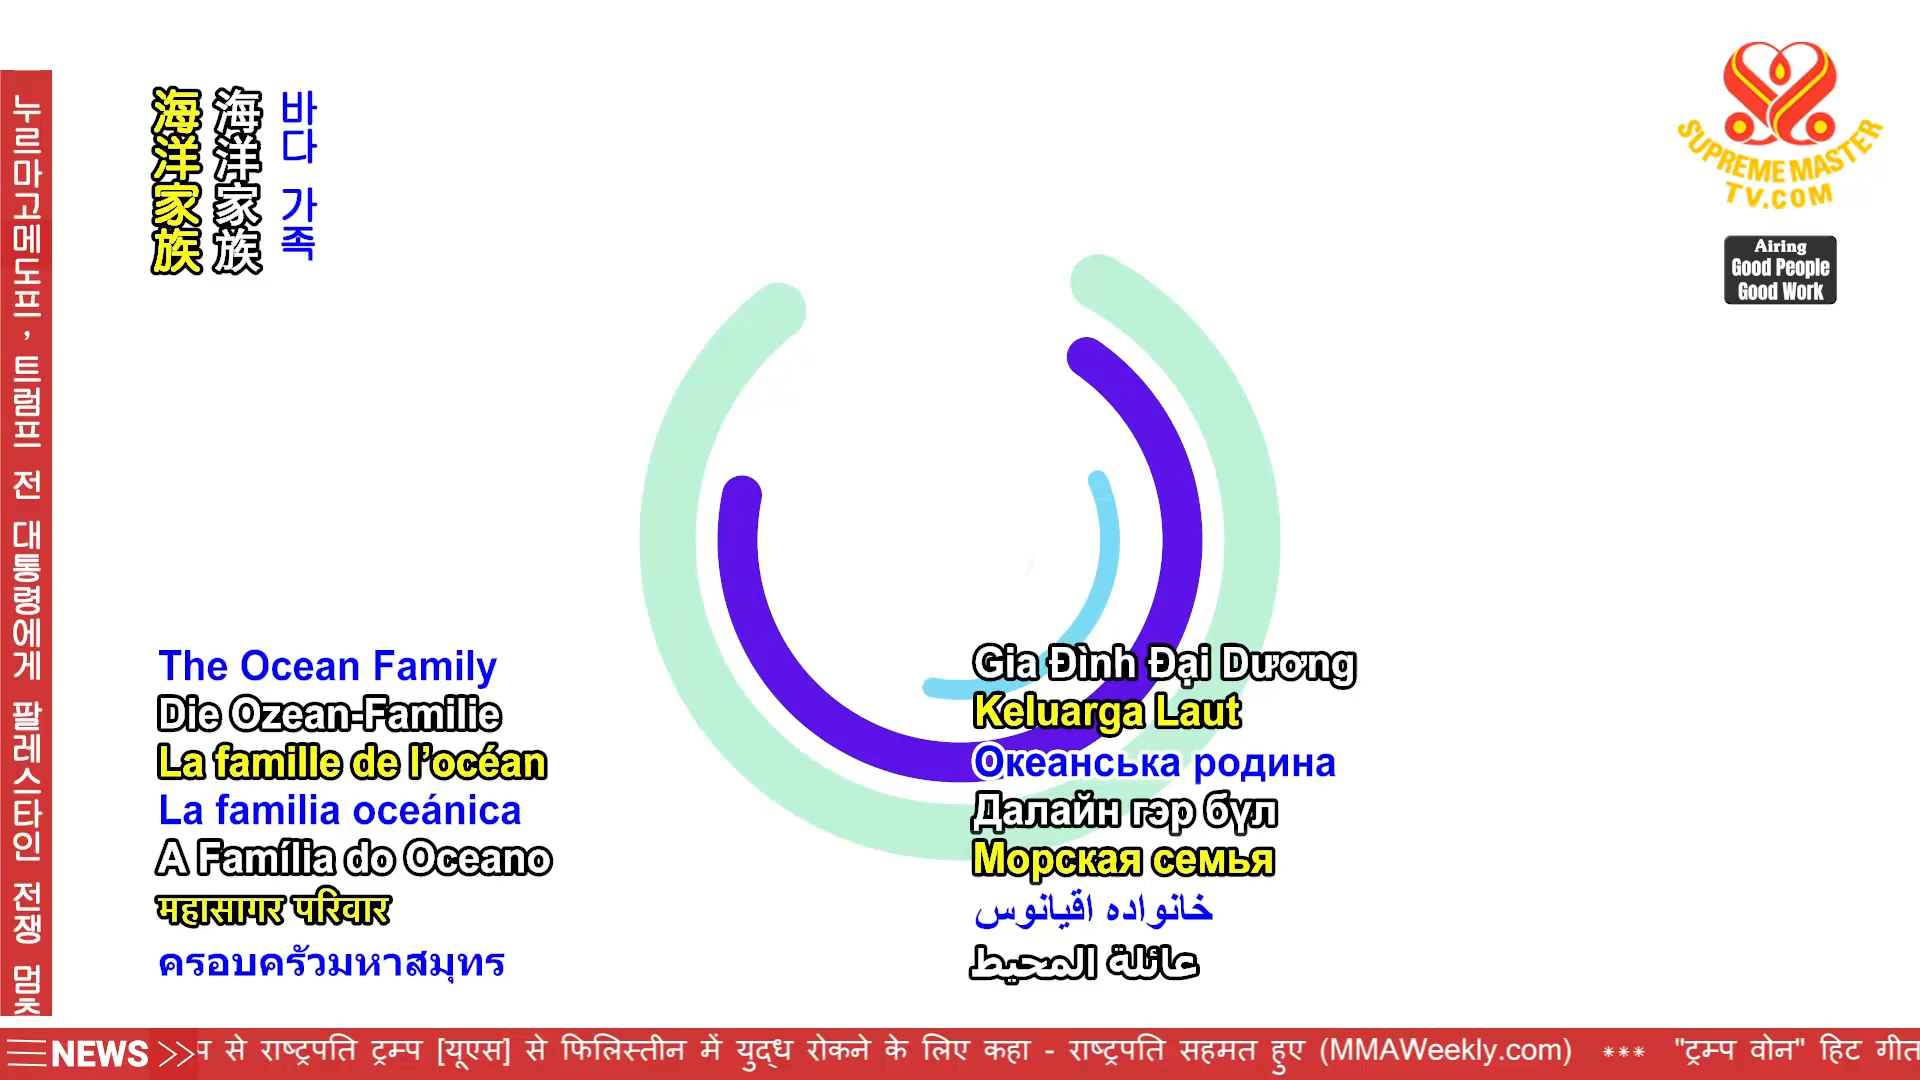 누르마고메도프, 트럼프 전 대통령에게 팔레스타인 전쟁 멈츠
海洋家族
海洋家族
바다 가족
SUPREME MASTER
TV.COM
Airing
Good People
Good Work
The Ocean Family
Die Ozean-Familie
La famille de l’océan
La familia oceánica
A Família do Oceano
महासागर परिवार
ครอบครัวมหาสมุทร
Gia Đình Đại Dương
Keluarga Laut
Океанська родина
Далайн гэр бүл
Морская семья
خانواده اقیانوس
عائلة المحيط
NEWS से राष्ट्रपति ट्रम्प [यूएस] से फिलिस्तीन में युद्ध रोकने के लिए कहा - राष्ट्रपति सहमत हुए (MMAWeekly.com) *** "ट्रम्प वोन" हिट गीत